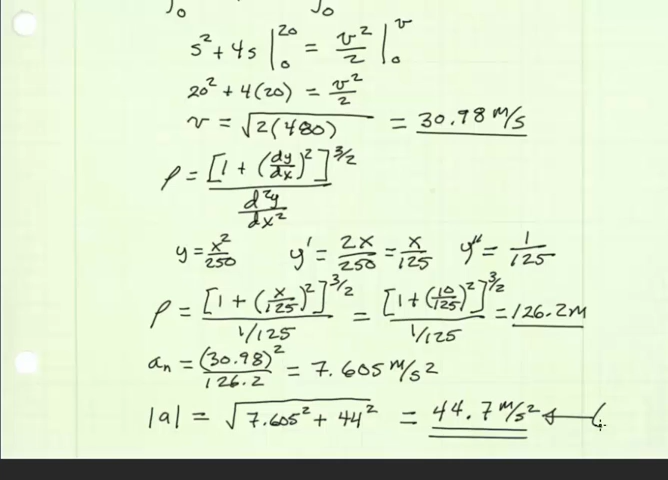 ∫₀ ∫₀
s² + 4s |₀²⁰ = v²/2 |₀ᵛ
20² + 4(20) = v²/2
v = √2(480) = 30.98 m/s
ρ = [1 + (dy/dx)²]^3/2 / d²y/dx²
y = x²/250 y' = 2x/250 = x/125 y" = 1/125
ρ = [1 + (x/125)²]^3/2 / 1/125 = [1 + (10/125)²]^3/2 / 1/125 = 126.2 m
aₙ = (30.98)²/126.2 = 7.605 m/s²
|a| = √7.605² + 44² = 44.7 m/s² ←